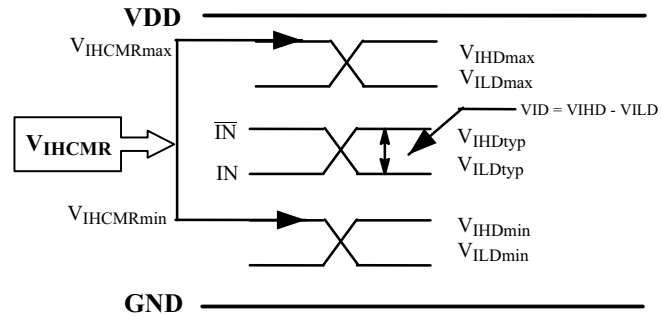 VDD
VIHCMRmax
VIHDmax
VILDmax
VID = VIHD - VILD
IN
VIHDtyp
VIHCMR
IN
VILDtyp
VIHCMRmin
VIHDmin
VILDmin
GND